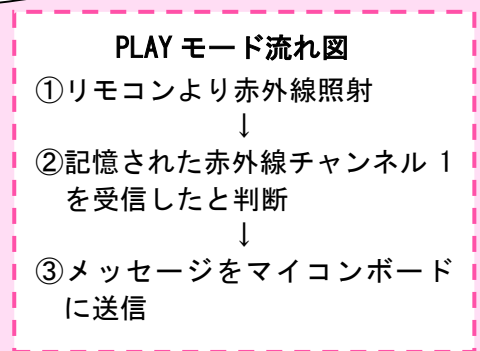 PLAY モード流れ図
①リモコンより赤外線照射
↓
②記憶された赤外線チャンネル 1
を受信したと判断
↓
③メッセージをマイコンボード
に送信